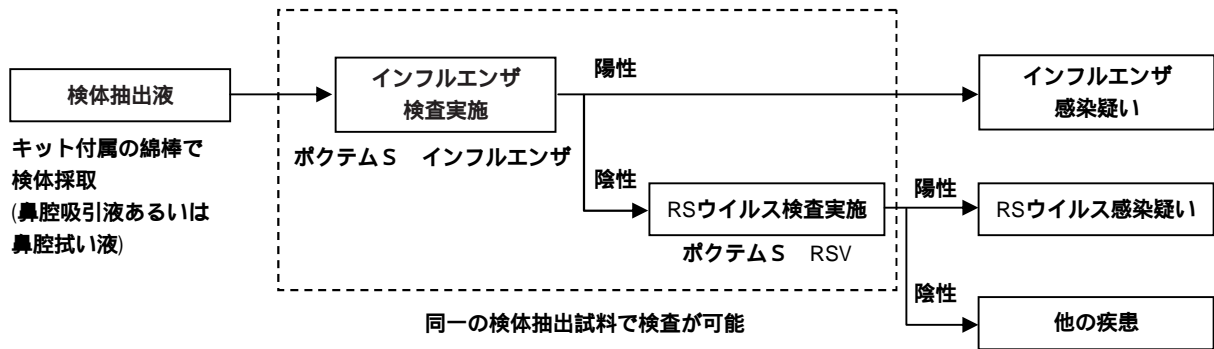 検体抽出液
キット付属の綿棒で
検体採取
(鼻腔吸引液あるいは
鼻腔拭い液)
インフルエンザ
検査実施
ポクテムS　インフルエンザ
陽性
インフルエンザ
感染疑い
陰性
RSウイルス検査実施
ポクテムS　RSV
陽性
RSウイルス感染疑い
陰性
他の疾患
同一の検体抽出試料で検査が可能